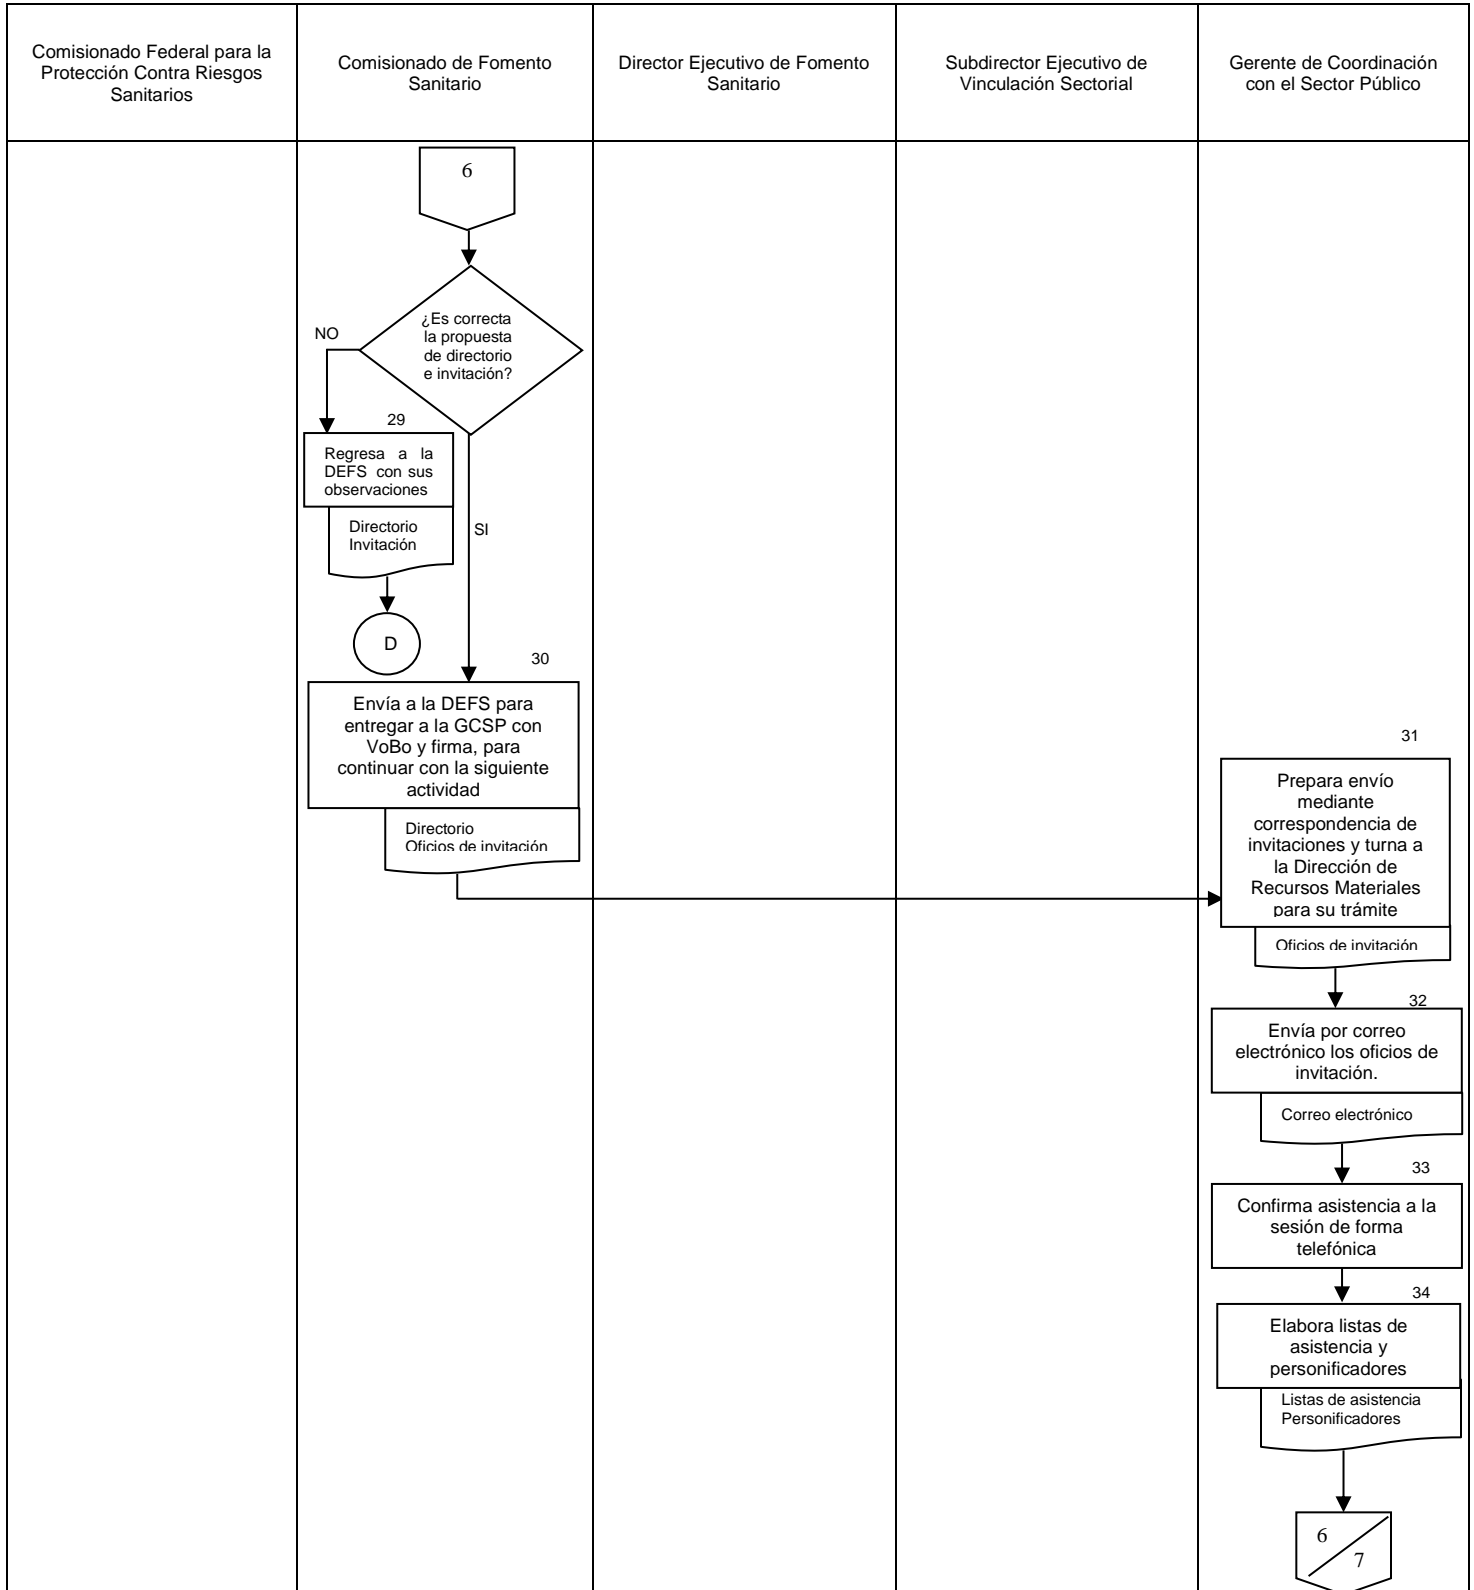 Comisionado Federal para la
Protección Contra Riesgos
Sanitarios
Comisionado de Fomento
Sanitario
Director Ejecutivo de Fomento
Sanitario
Subdirector Ejecutivo de
Vinculación Sectorial
Gerente de Coordinación
con el Sector Público
6
¿Es correcta
la propuesta
de directorio
e invitación?
NO
29
Regresa a la
DEFS con sus
observaciones
Directorio
Invitación
SI
D
30
Envía a la DEFS para
entregar a la GCSP con
VoBo y firma, para
continuar con la siguiente
actividad
Directorio
Oficios de invitación
31
Prepara envío
mediante
correspondencia de
invitaciones y turna a
la Dirección de
Recursos Materiales
para su trámite
Oficios de invitación
32
Envía por correo
electrónico los oficios de
invitación.
Correo electrónico
33
Confirma asistencia a la
sesión de forma
telefónica
34
Elabora listas de
asistencia y
personificadores
Listas de asistencia
Personificadores
6
7